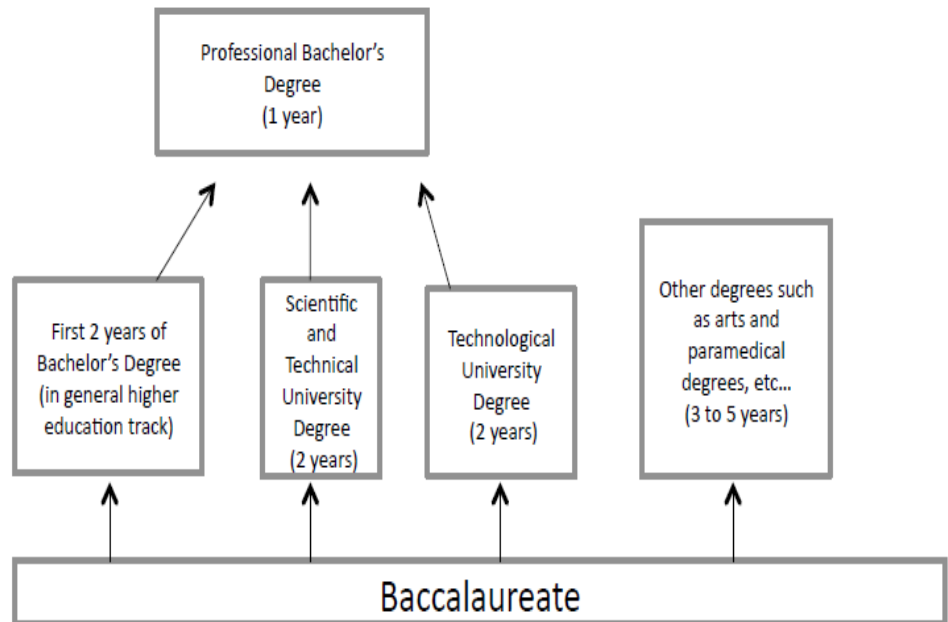 Professional Bachelor's
Degree
(1 year)
First 2 years of
Bachelor's Degree
(in general higher
education track)
Scientific
and
Technical
University
Degree
(2 years)
Technological
University
Degree
(2 years)
Other degrees such
as arts and
paramedical
degrees, etc...
(3 to 5 years)
Baccalaureate